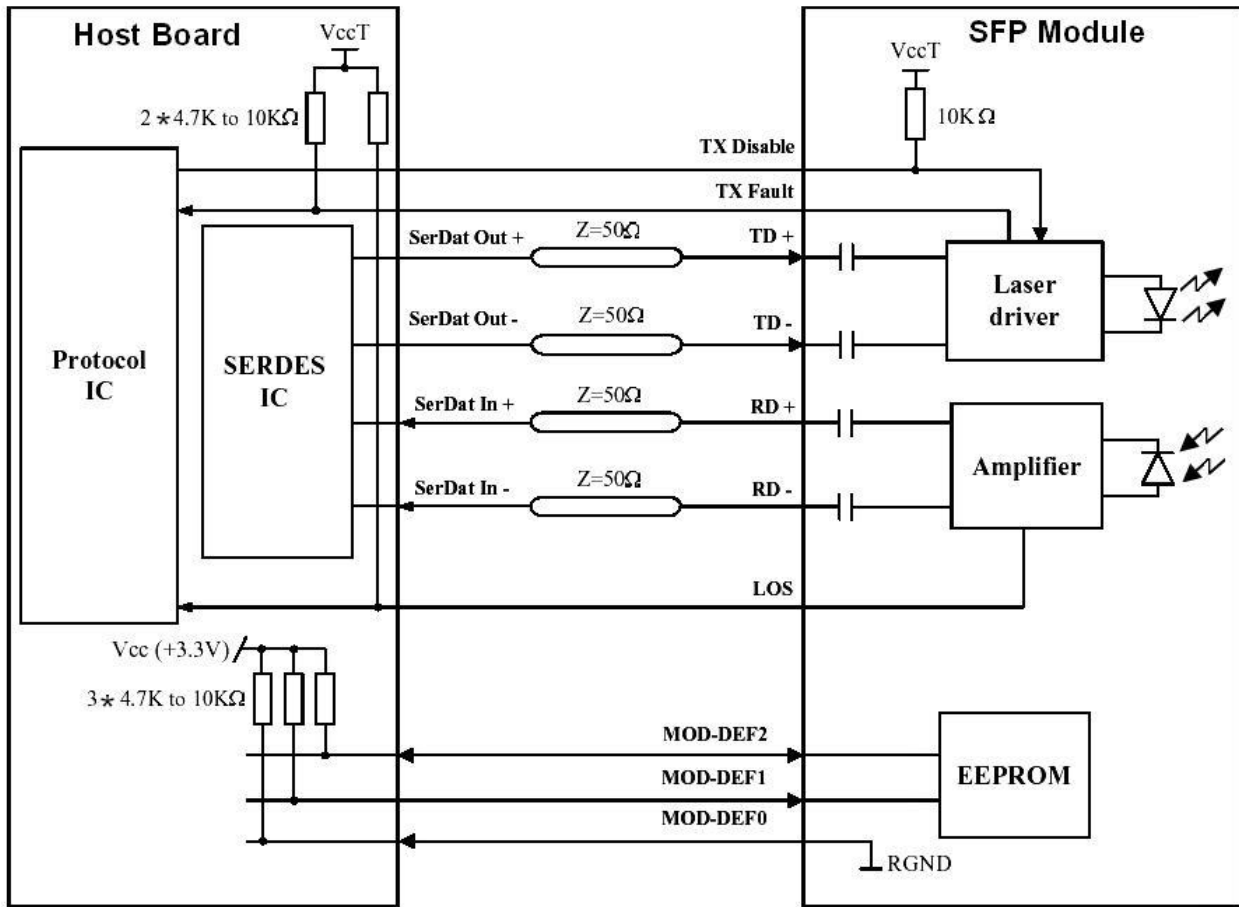 Host Board
SFP Module
VccT
VccT
2 * 4.7K to 10KΩ
10K Ω
TX Disable
TX Fault
SerDat Out +
Z=50Ω
TD +
Laser
driver
SerDat Out -
Z=50Ω
TD -
Protocol
IC
SERDES
IC
SerDat In +
Z=50Ω
RD +
Amplifier
SerDat In -
Z=50Ω
RD -
LOS
Vcc (+3.3V)
3 * 4.7K to 10KΩ
MOD-DEF2
MOD-DEF1
MOD-DEF0
EEPROM
RGND